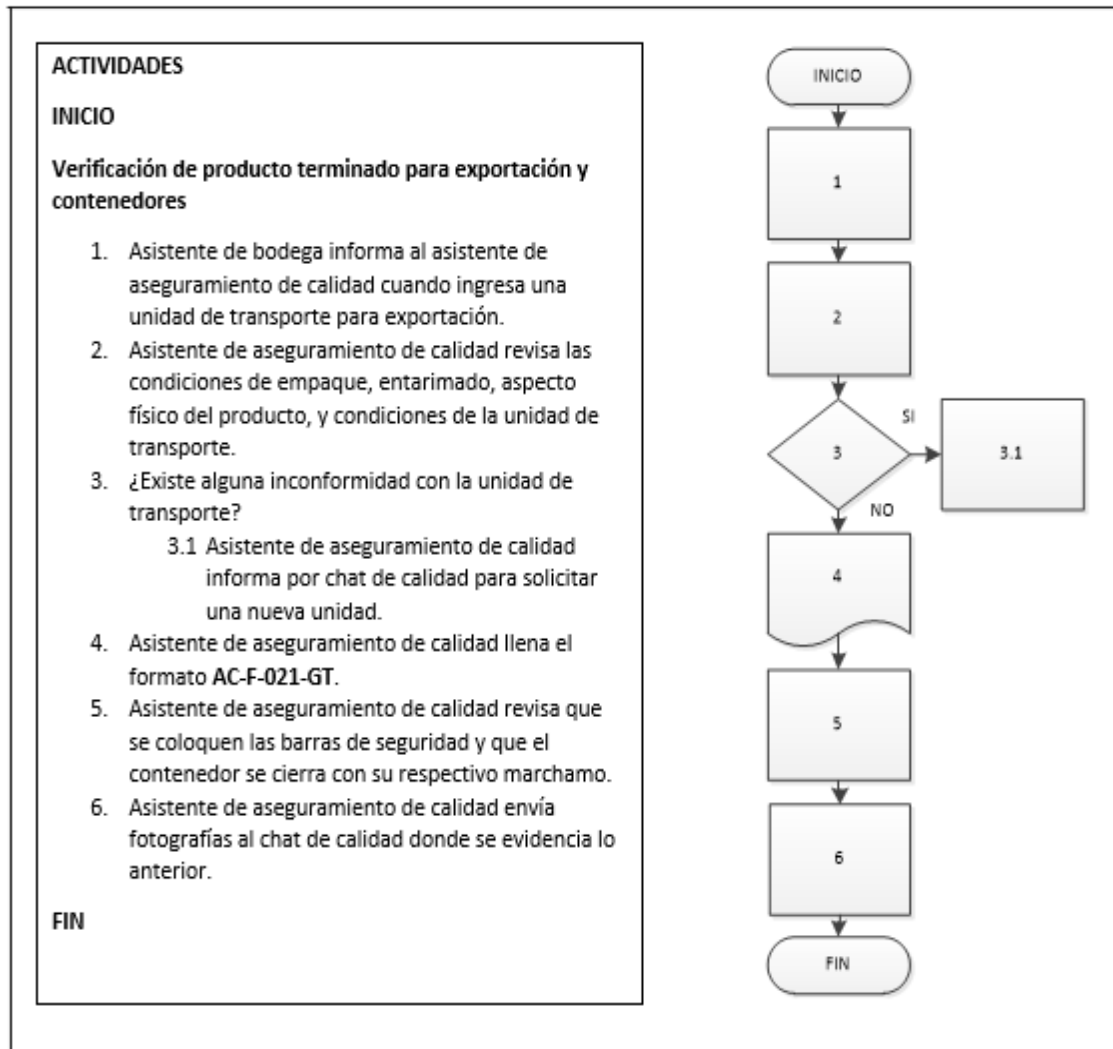 ACTIVIDADES
INICIO
Verificación de producto terminado para exportación y
contenedores
1. Asistente de bodega informa al asistente de
aseguramiento de calidad cuando ingresa una
unidad de transporte para exportación.
2. Asistente de aseguramiento de calidad revisa las
condiciones de empaque, entarimado, aspecto
físico del producto, y condiciones de la unidad de
transporte.
3. ¿Existe alguna inconformidad con la unidad de
transporte?
3.1 Asistente de aseguramiento de calidad
informa por chat de calidad para solicitar
una nueva unidad.
4. Asistente de aseguramiento de calidad llena el
formato AC-F-021-GT.
5. Asistente de aseguramiento de calidad revisa que
se coloquen las barras de seguridad y que el
contenedor se cierra con su respectivo marchamo.
6. Asistente de aseguramiento de calidad envía
fotografías al chat de calidad donde se evidencia lo
anterior.
FIN
INICIO
1
2
3
SI
3.1
NO
4
5
6
FIN